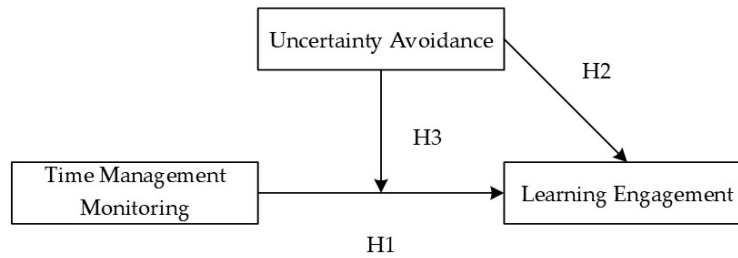 Uncertainty Avoidance
H2
H3
Time Management
Monitoring
Learning Engagement
H1